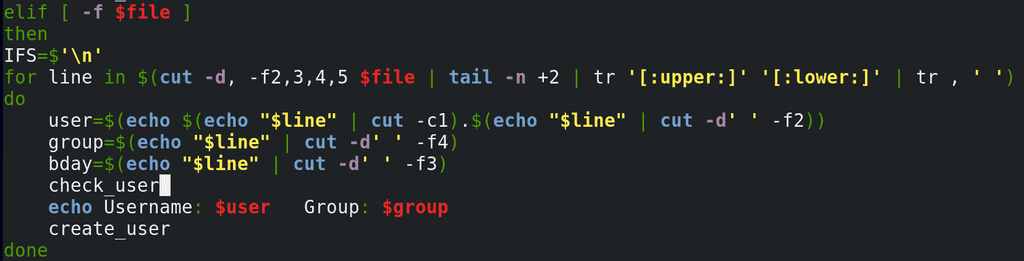 elif [ -f $file ]
then
IFS=$'\n'
for line in $(cut -d, -f2,3,4,5 $file | tail -n +2 | tr '[:upper:]' '[:lower:]' | tr , ' ')
do
    user=$(echo $(echo "$line" | cut -c1).$(echo "$line" | cut -d' ' -f2))
    group=$(echo "$line" | cut -d' ' -f4)
    bday=$(echo "$line" | cut -d' ' -f3)
    check_user
    echo Username: $user   Group: $group
    create_user
done